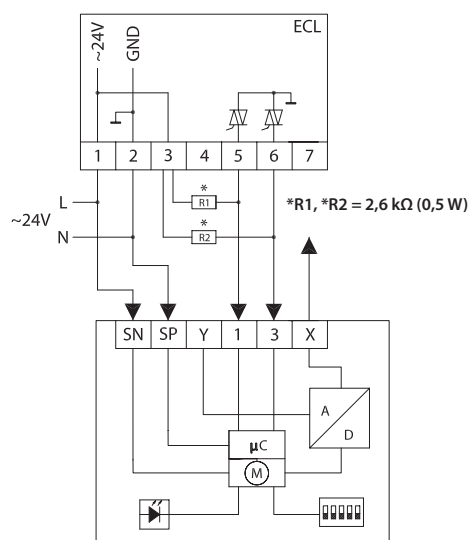 ECL
~24V
GND
1 2 3 4 5 6 7
L
~24V
N
*
R1
*
R2
*R1, *R2 = 2,6 kΩ (0,5 W)
SN SP Y 1 3 X
A
D
µC
M